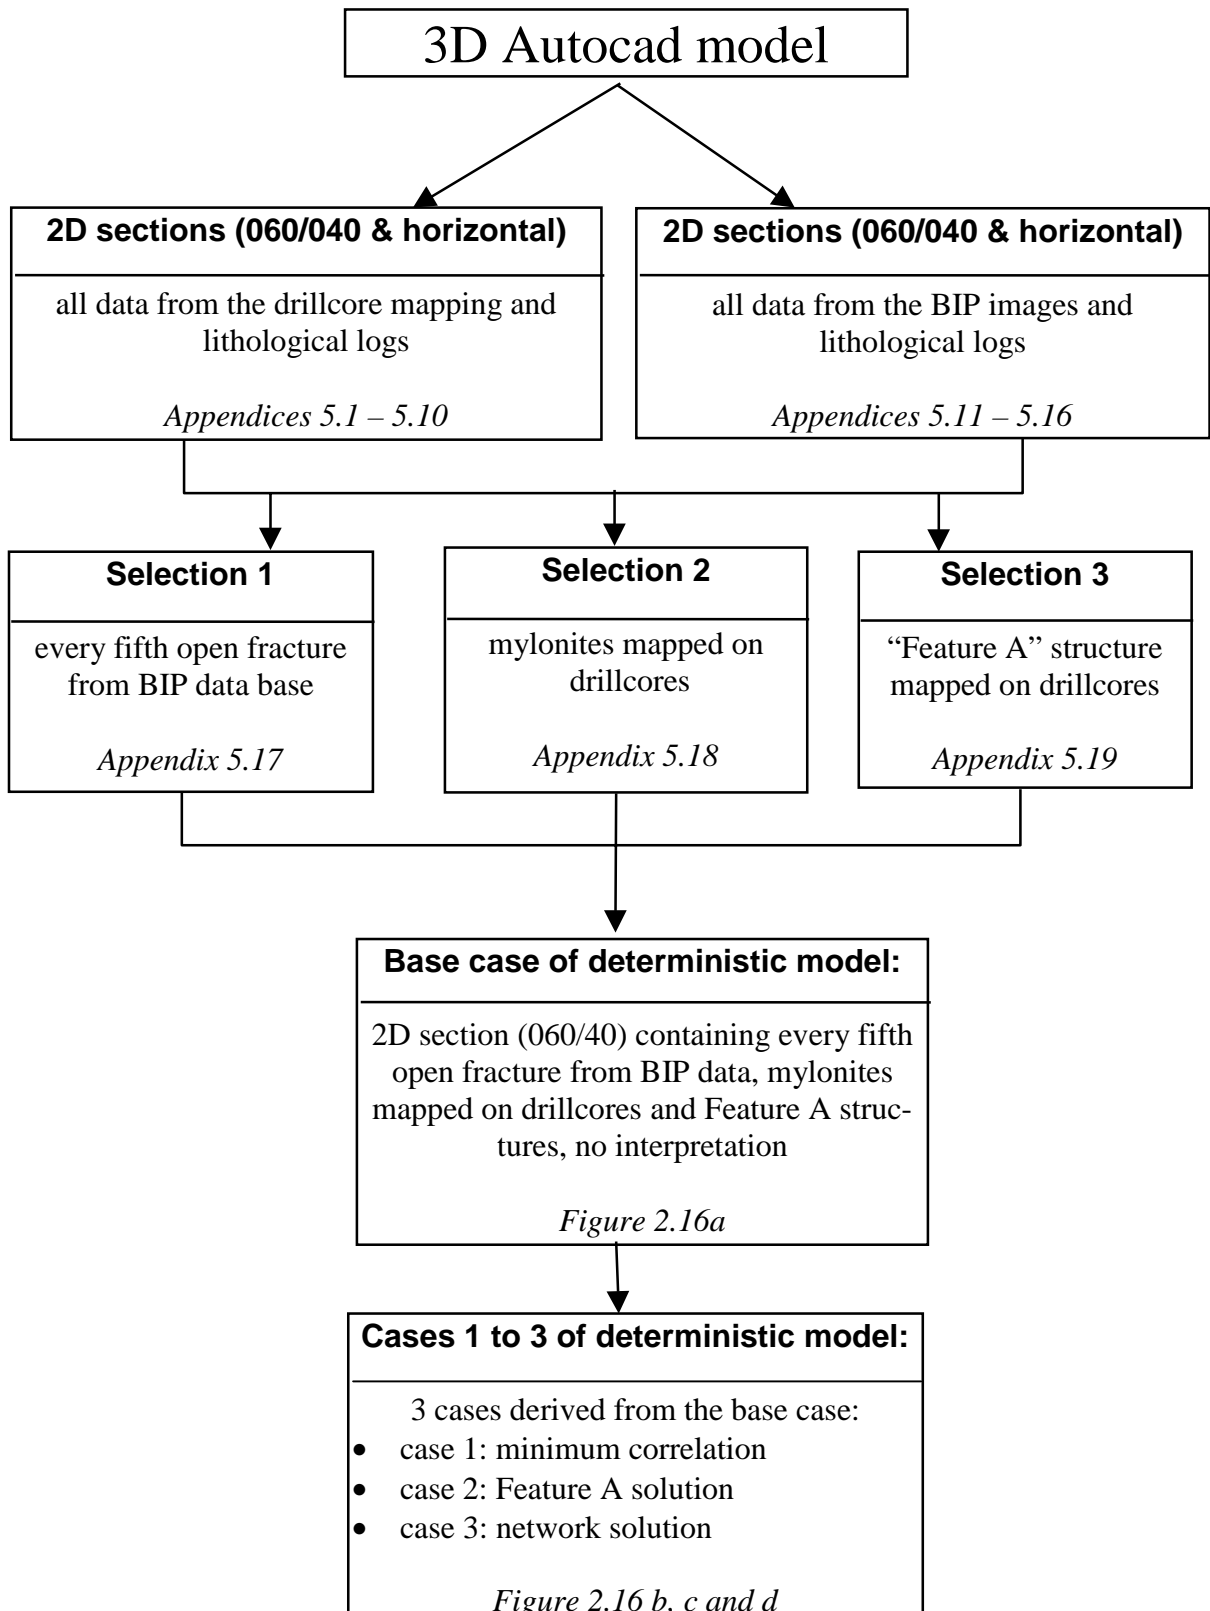 3D Autocad model
2D sections (060/040 & horizontal)
all data from the drillcore mapping and
lithological logs
Appendices 5.1 – 5.10
2D sections (060/040 & horizontal)
all data from the BIP images and
lithological logs
Appendices 5.11 – 5.16
Selection 1
every fifth open fracture
from BIP data base
Appendix 5.17
Selection 2
mylonites mapped on
drillcores
Appendix 5.18
Selection 3
“Feature A” structure
mapped on drillcores
Appendix 5.19
Base case of deterministic model:
2D section (060/40) containing every fifth
open fracture from BIP data, mylonites
mapped on drillcores and Feature A struc-
tures, no interpretation
Figure 2.16a
Cases 1 to 3 of deterministic model:
3 cases derived from the base case:
• case 1: minimum correlation
• case 2: Feature A solution
• case 3: network solution
Figure 2.16 b, c and d